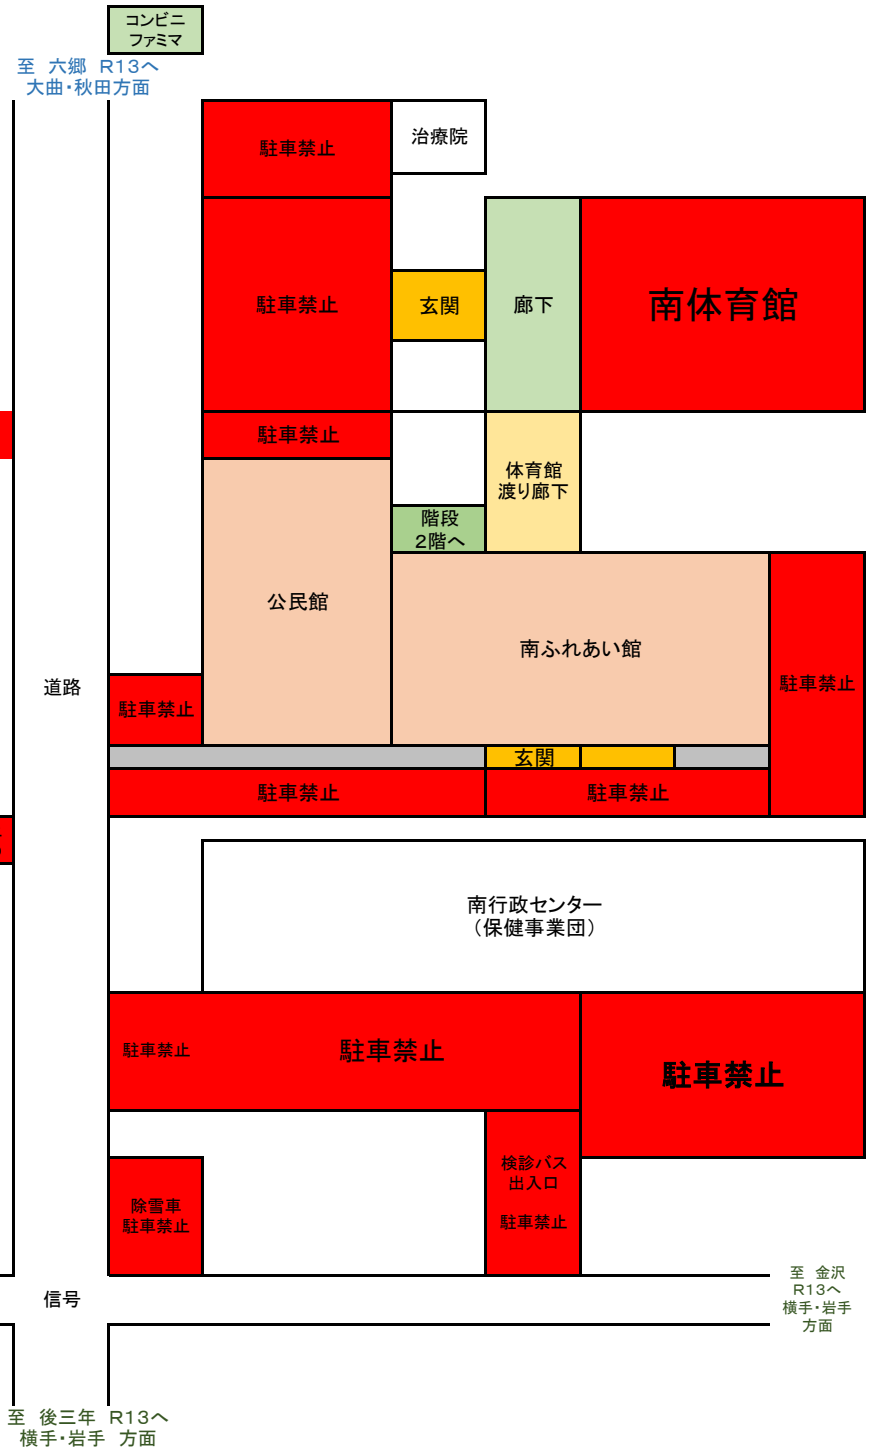 コンビニ
ファミマ
至　六郷　R13へ
大曲・秋田方面
駐車禁止
治療院
駐車禁止
玄関
廊下
南体育館
駐車禁止
体育館
渡り廊下
階段
2階へ
公民館
南ふれあい館
駐車禁止
道路
駐車禁止
玄関
駐車禁止
駐車禁止
南行政センター
（保健事業団）
駐車禁止
駐車禁止
駐車禁止
検診バス
出入口
駐車禁止
除雪車
駐車禁止
信号
至　金沢
R13へ
横手・岩手
方面
至　後三年　R13へ
横手・岩手　方面